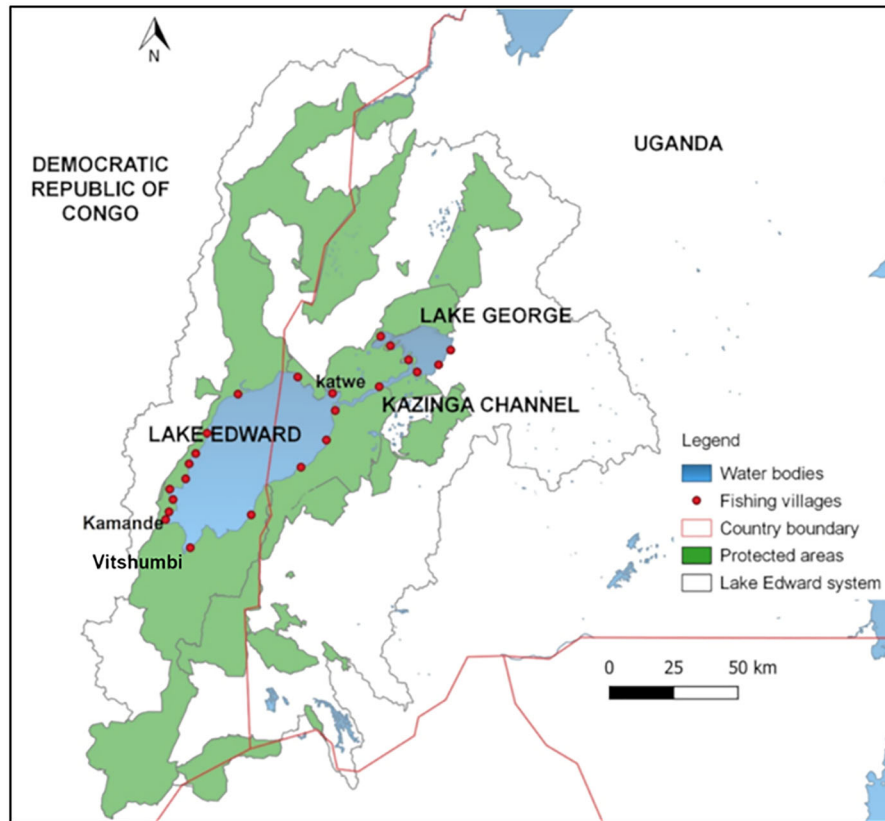 N
DEMOCRATIC
REPUBLIC OF
CONGO
UGANDA
LAKE GEORGE
katwe
KAZINGA CHANNEL
LAKE EDWARD
Kamande
Vitshumbi
Legend
Water bodies
Fishing villages
Country boundary
Protected areas
Lake Edward system
0 25 50 km